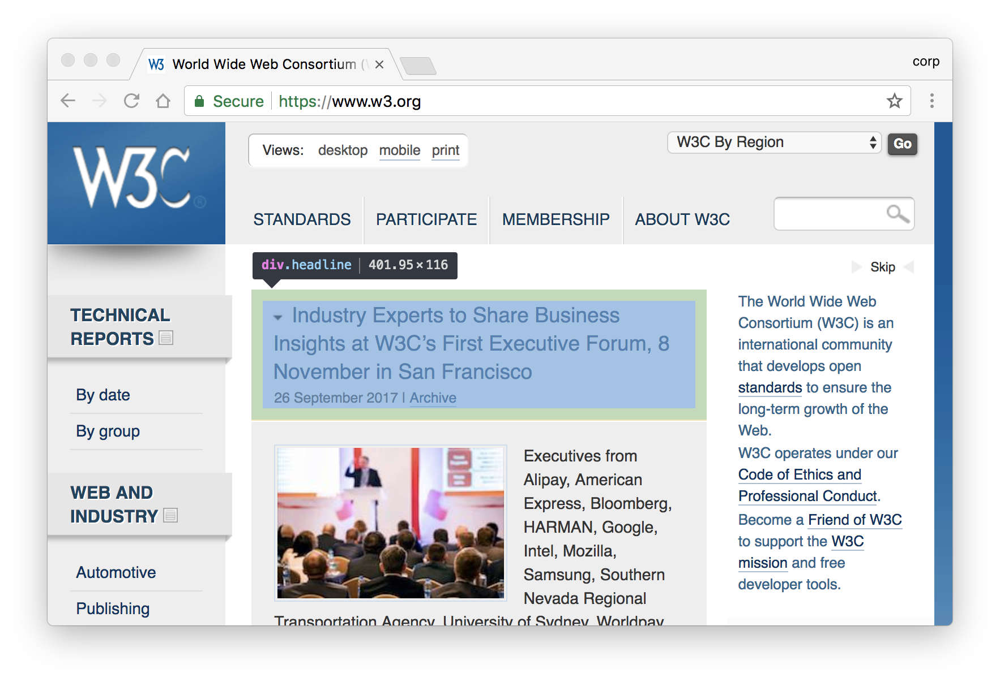 W3 World Wide Web Consortium (
corp
Secure https://www.w3.org
W3C®
Views: desktop mobile print
W3C By Region
Go
STANDARDS
PARTICIPATE
MEMBERSHIP
ABOUT W3C
div.headline 401.95×116
Skip
TECHNICAL
REPORTS
By date
By group
WEB AND
INDUSTRY
Automotive
Publishing
Industry Experts to Share Business
Insights at W3C’s First Executive Forum, 8
November in San Francisco
26 September 2017 | Archive
Executives from
Alipay, American
Express, Bloomberg,
HARMAN, Google,
Intel, Mozilla,
Samsung, Southern
Nevada Regional
Transportation Agency, University of Sydney, Worldpay
The World Wide Web
Consortium (W3C) is an
international community
that develops open
standards to ensure the
long-term growth of the
Web.
W3C operates under our
Code of Ethics and
Professional Conduct.
Become a Friend of W3C
to support the W3C
mission and free
developer tools.